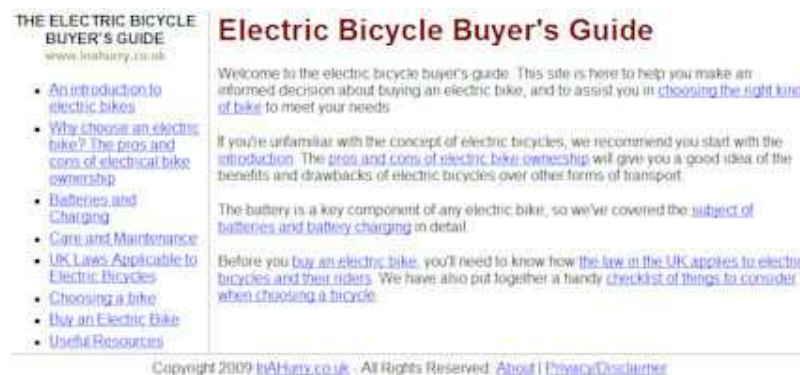 THE ELECTRIC BICYCLE
BUYER'S GUIDE
www.inahurry.co.uk
An introduction to
electric bikes
Why choose an electric
bike? The pros and
cons of electrical bike
ownership
Batteries and
Charging
Care and Maintenance
UK Laws Applicable to
Electric Bicycles
Choosing a bike
Buy an Electric Bike
Useful Resources
Electric Bicycle Buyer's Guide
Welcome to the electric bicycle buyer's guide. This site is here to help you make an
informed decision about buying an electric bike, and to assist you in choosing the right kind
of bike to meet your needs.
If you're unfamiliar with the concept of electric bicycles, we recommend you start with the
introduction. The pros and cons of electric bike ownership will give you a good idea of the
benefits and drawbacks of electric bicycles over other forms of transport.
The battery is a key component of any electric bike, so we've covered the subject of
batteries and battery charging in detail.
Before you buy an electric bike, you'll need to know how the law in the UK applies to electric
bicycles and their riders. We have also put together a handy checklist of things to consider
when choosing a bicycle.
Copyright 2009 InAHurry.co.uk - All Rights Reserved. About | Privacy/Disclaimer